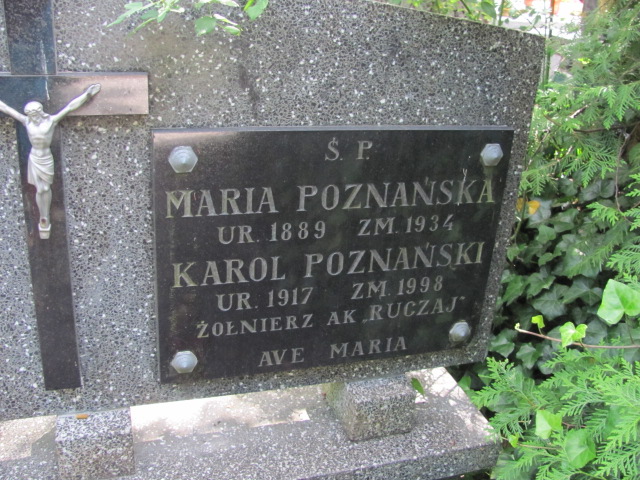 Ś. P.
MARIA POZNAŃSKA
UR. 1889 ZM. 1934
KAROL POZNAŃSKI
UR. 1917 ZM. 1998
ŻOŁNIERZ AK „RUCZAJ”
AVE MARIA